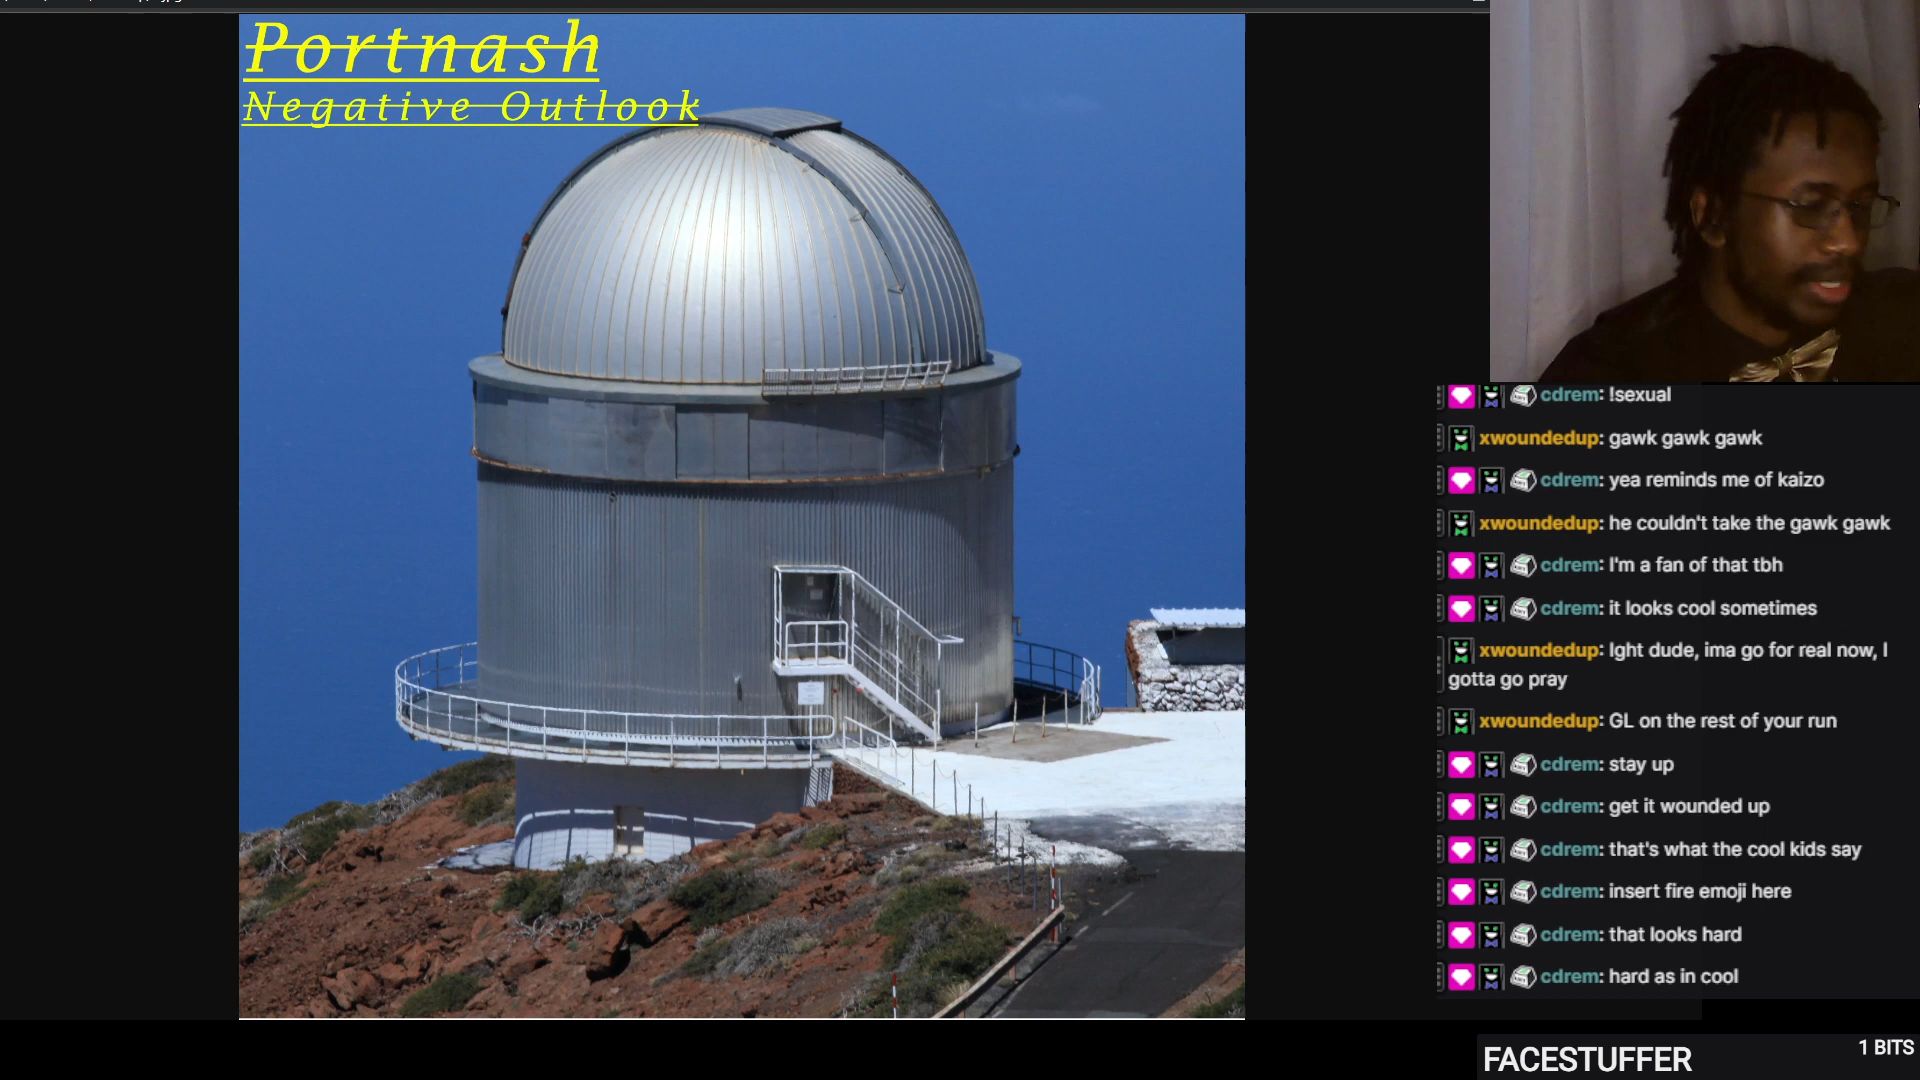 Portnash
Negative Outlook
cdrem: !sexual
xwoundedup: gawk gawk gawk
cdrem: yea reminds me of kaizo
xwoundedup: he couldn't take the gawk gawk
cdrem: I'm a fan of that tbh
cdrem: it looks cool sometimes
xwoundedup: Ight dude, ima go for real now, I
gotta go pray
xwoundedup: GL on the rest of your run
cdrem: stay up
cdrem: get it wounded up
cdrem: that's what the cool kids say
cdrem: insert fire emoji here
cdrem: that looks hard
cdrem: hard as in cool
FACESTUFFER
1 BITS